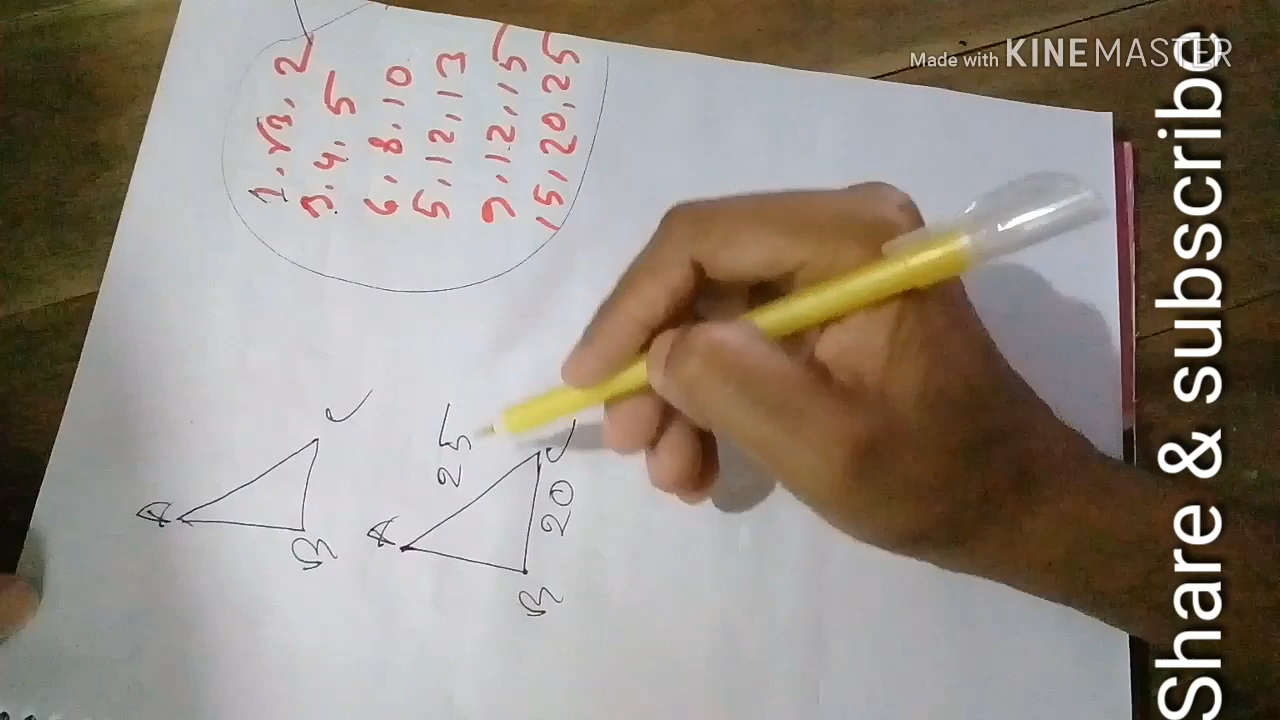 1, √3, 2
3, 4, 5
6, 8, 10
5, 12, 13
9, 12, 15
15, 20, 25
A
B
C
A
B
C
25
20
Made with KINEMASTER
Share & subscribe